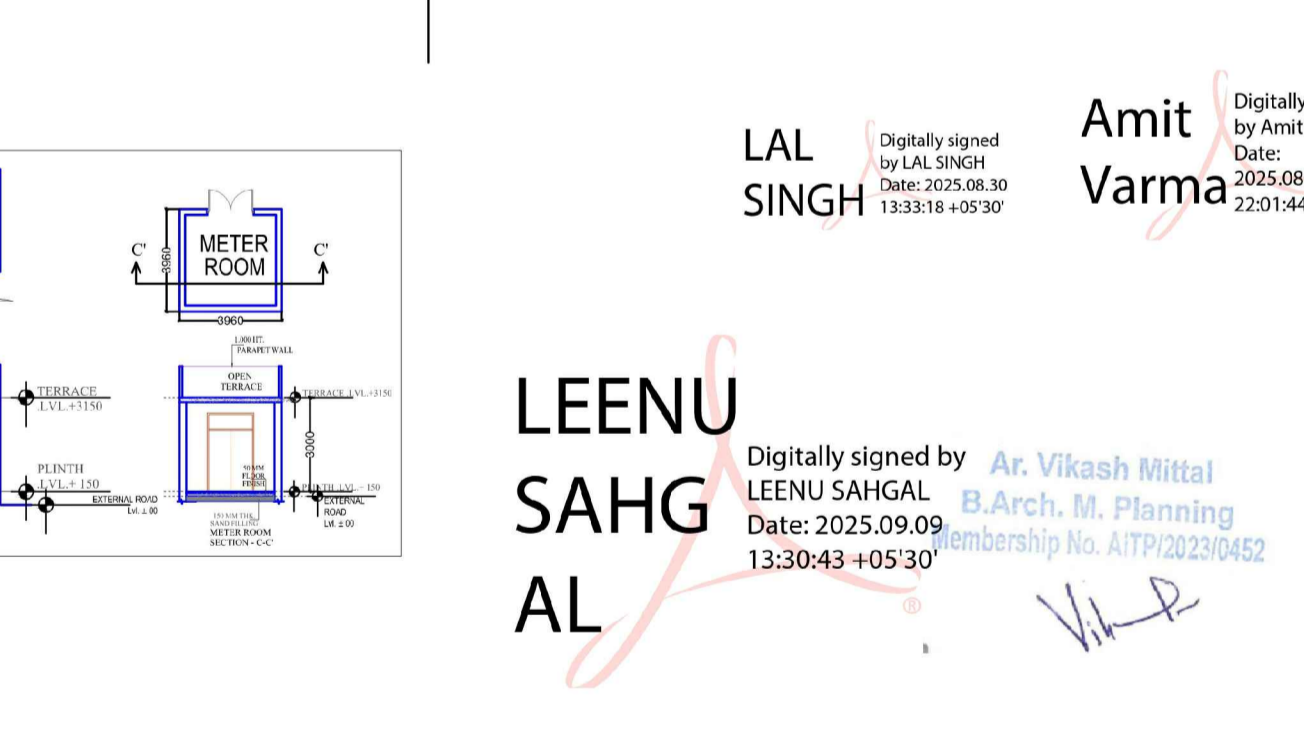 METER
ROOM
C'
C'
3960
3960
1.000 HT.
PARAPET WALL
OPEN
TERRACE
TERRACE
.LVL.+3150
TERRACE .LVL.+3150
3000
50 MM
FLOOR
FINISH
PLINTH
.LVL.+ 150
EXTERNAL ROAD
Lvl. ± 00
PLINTH .LVL.- 150
EXTERNAL
ROAD
Lvl. ± 00
150 MM THK.
SAND FILLING
METER ROOM
SECTION - C-C'
LAL
SINGH
Digitally signed
by LAL SINGH
Date: 2025.08.30
13:33:18 +05'30'
Amit
Varma
Digitally
by Amit
Date:
2025.08
22:01:44
LEENU
SAHG
AL
Digitally signed by
LEENU SAHGAL
Date: 2025.09.09
13:30:43 +05'30'
Ar. Vikash Mittal
B.Arch. M. Planning
Membership No. AITP/2023/0452